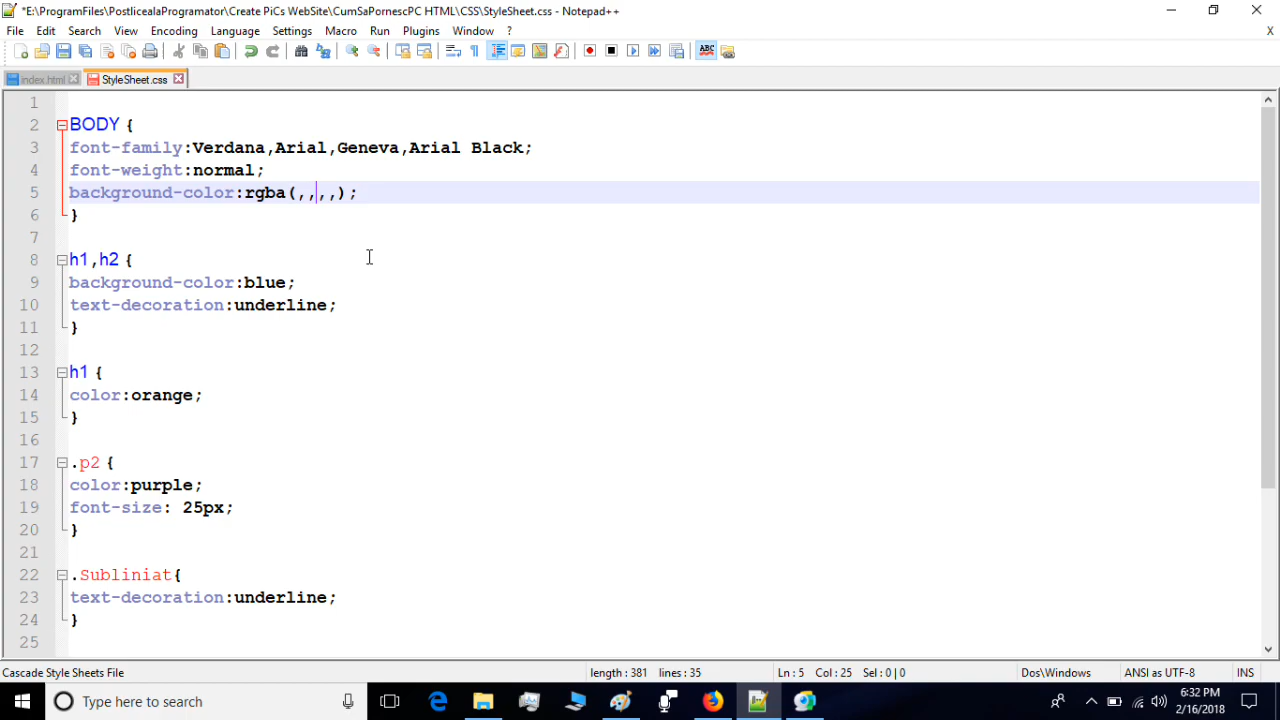 *E:\ProgramFiles\PostlicealaProgramator\Create PiCs WebSite\CumSaPornescPC HTML\CSS\StyleSheet.css - Notepad++
File Edit Search View Encoding Language Settings Macro Run Plugins Window ? X
index.html StyleSheet.css
1
2 BODY {
3 font-family:Verdana,Arial,Geneva,Arial Black;
4 font-weight:normal;
5 background-color:rgba(,,,,);
6 }
7
8 h1,h2 {
9 background-color:blue;
10 text-decoration:underline;
11 }
12
13 h1 {
14 color:orange;
15 }
16
17 .p2 {
18 color:purple;
19 font-size: 25px;
20 }
21
22 .Subliniat{
23 text-decoration:underline;
24 }
25
Cascade Style Sheets File length : 381 lines : 35 Ln : 5 Col : 25 Sel : 0 | 0 Dos\Windows ANSI as UTF-8 INS
Type here to search
6:32 PM
2/16/2018